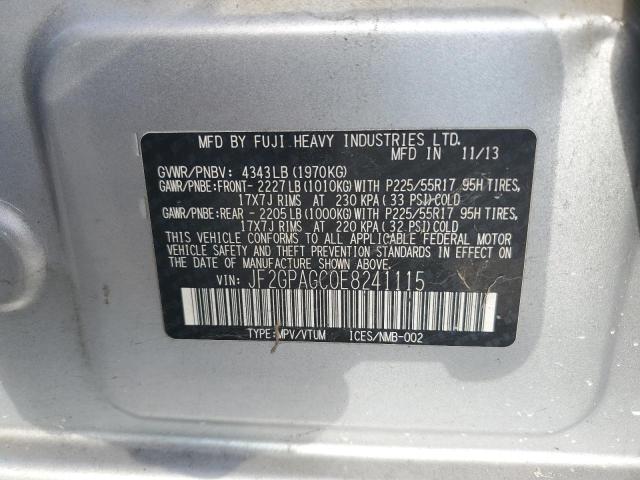 MFD BY FUJI HEAVY INDUSTRIES LTD.
MFD IN 11/13
GVWR/PNBV: 4343LB(1970KG)
GAWR/PNBE:FRONT- 2227LB(1010KG)WITH P225/55R17 95H TIRES,
17X7J RIMS AT 230 KPA( 33 PSI)COLD
GAWR/PNBE:REAR - 2205LB(1000KG)WITH P225/55R17 95H TIRES,
17X7J RIMS AT 220 KPA( 32 PSI)COLD
THIS VEHICLE CONFORMS TO ALL APPLICABLE FEDERAL MOTOR
VEHICLE SAFETY AND THEFT PREVENTION STANDARDS IN EFFECT ON
THE DATE OF MANUFACTURE SHOWN ABOVE.
VIN: JF2GPAGC0E8241115
TYPE:MPV/VTUM ICES/NMB-002